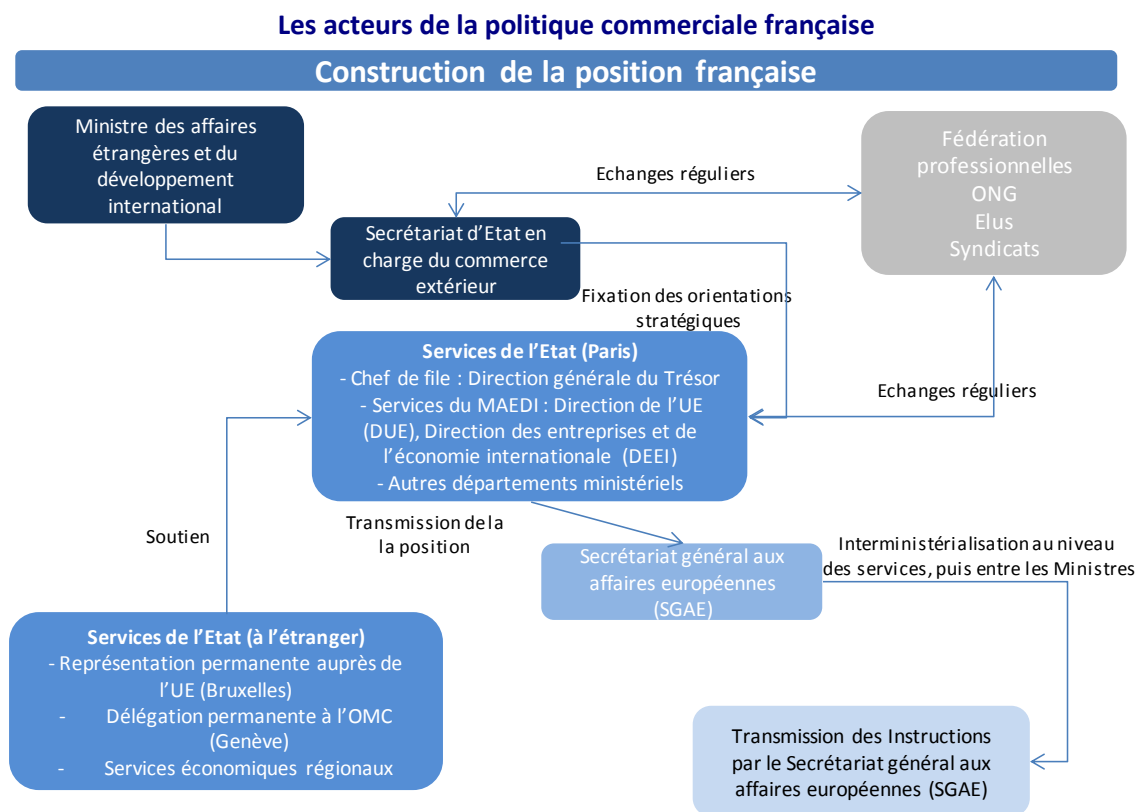 Les acteurs de la politique commerciale française
Construction de la position française
Ministre des affaires
étrangères et du
développement
international
Fédération
professionnelles
ONG
Elus
Syndicats
Echanges réguliers
Secrétariat d’Etat en
charge du commerce
extérieur
Fixation des orientations
stratégiques
Services de l’Etat (Paris)
- Chef de file : Direction générale du Trésor
- Services du MAEDI : Direction de l’UE
(DUE), Direction des entreprises et de
l’économie internationale (DEEI)
- Autres départements ministériels
Echanges réguliers
Soutien
Transmission de la
la position
Secrétariat général aux
affaires européennes
(SGAE)
Interministérialisation au niveau
des services, puis entre les Ministres
Services de l’Etat (à l’étranger)
- Représentation permanente auprès de
l’UE (Bruxelles)
- Délégation permanente à l’OMC
(Genève)
- Services économiques régionaux
Transmission des Instructions
par le Secrétariat général aux
affaires européennes (SGAE)